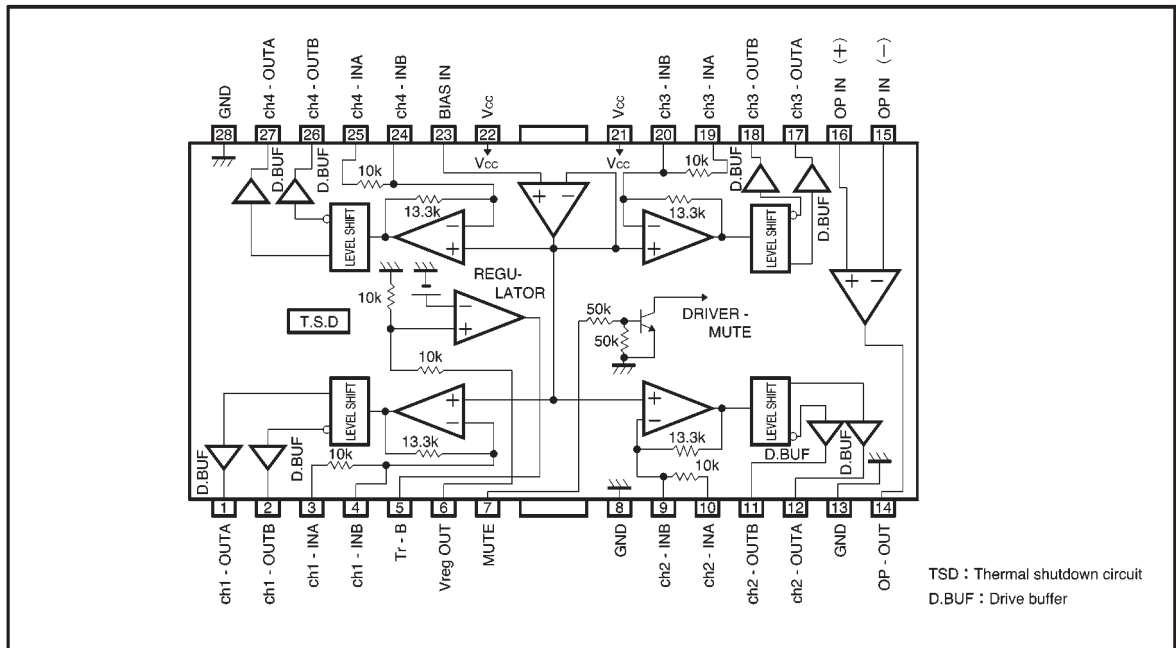 GND
ch4 - OUTA
ch4 - OUTB
ch4 - INA
ch4 - INB
BIAS IN
Vcc
Vcc
ch3 - INB
ch3 - INA
ch3 - OUTB
ch3 - OUTA
OP IN (+)
OP IN (−)
28 27 26 25 24 23 22 21 20 19 18 17 16 15
Vcc
Vcc
D.BUF
D.BUF
10k
10k
D.BUF
D.BUF
+ −
13.3k
13.3k
LEVEL SHIFT
−
+
−
+
LEVEL SHIFT
+ −
REGU-
LATOR
10k
−
+
T.S.D
50k
50k
DRIVER -
MUTE
10k
LEVEL SHIFT
+
−
+
−
LEVEL SHIFT
13.3k
13.3k
10k
10k
D.BUF
D.BUF
D.BUF
D.BUF
1 2 3 4 5 6 7 8 9 10 11 12 13 14
ch1 - OUTA
ch1 - OUTB
ch1 - INA
ch1 - INB
Tr - B
Vreg OUT
MUTE
GND
ch2 - INB
ch2 - INA
ch2 - OUTB
ch2 - OUTA
GND
OP - OUT
TSD : Thermal shutdown circuit
D.BUF : Drive buffer